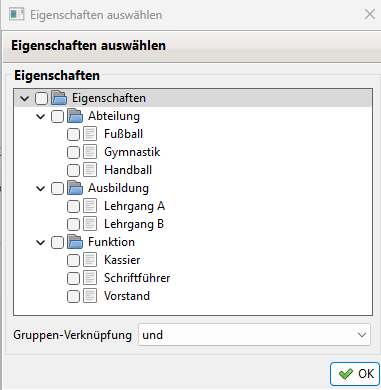 Eigenschaften auswählen
Eigenschaften auswählen
Eigenschaften
Eigenschaften
Abteilung
Fußball
Gymnastik
Handball
Ausbildung
Lehrgang A
Lehrgang B
Funktion
Kassier
Schriftführer
Vorstand
Gruppen-Verknüpfung und
OK